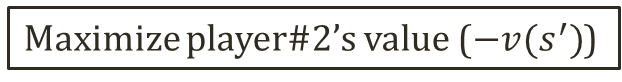 Maximize player#2’s value (−𝑣(𝑠′))